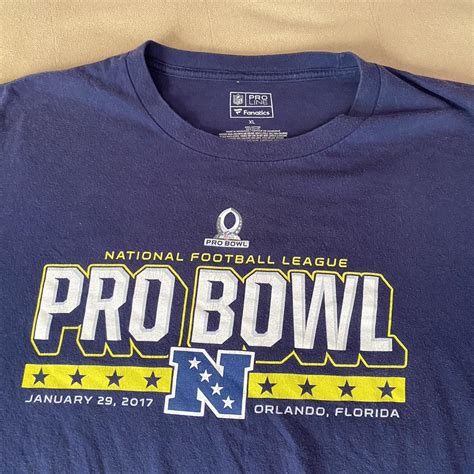 NFL PRO LINE
Fanatics
XL
PRO BOWL
NATIONAL FOOTBALL LEAGUE
PRO BOWL
N
JANUARY 29, 2017
ORLANDO, FLORIDA